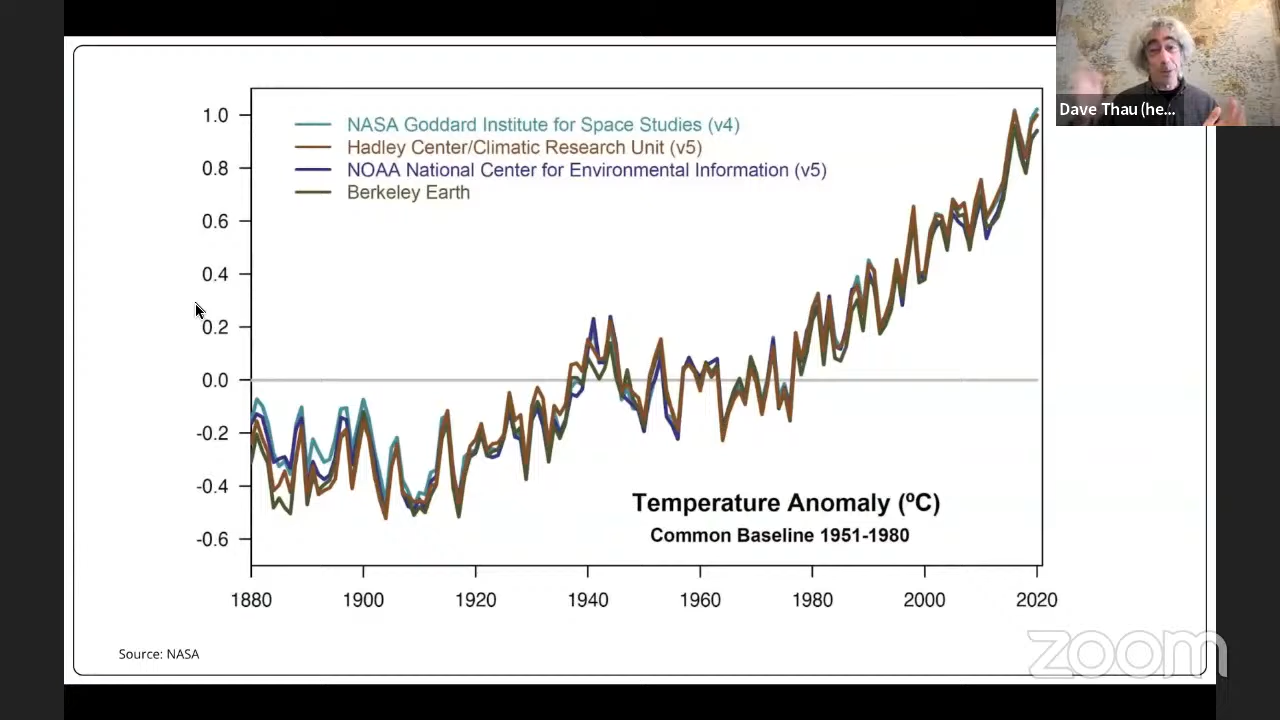 Dave Thau (he...
1.0
0.8
0.6
0.4
0.2
0.0
-0.2
-0.4
-0.6
NASA Goddard Institute for Space Studies (v4)
Hadley Center/Climatic Research Unit (v5)
NOAA National Center for Environmental Information (v5)
Berkeley Earth
Temperature Anomaly (ºC)
Common Baseline 1951-1980
1880 1900 1920 1940 1960 1980 2000 2020
Source: NASA
zoom